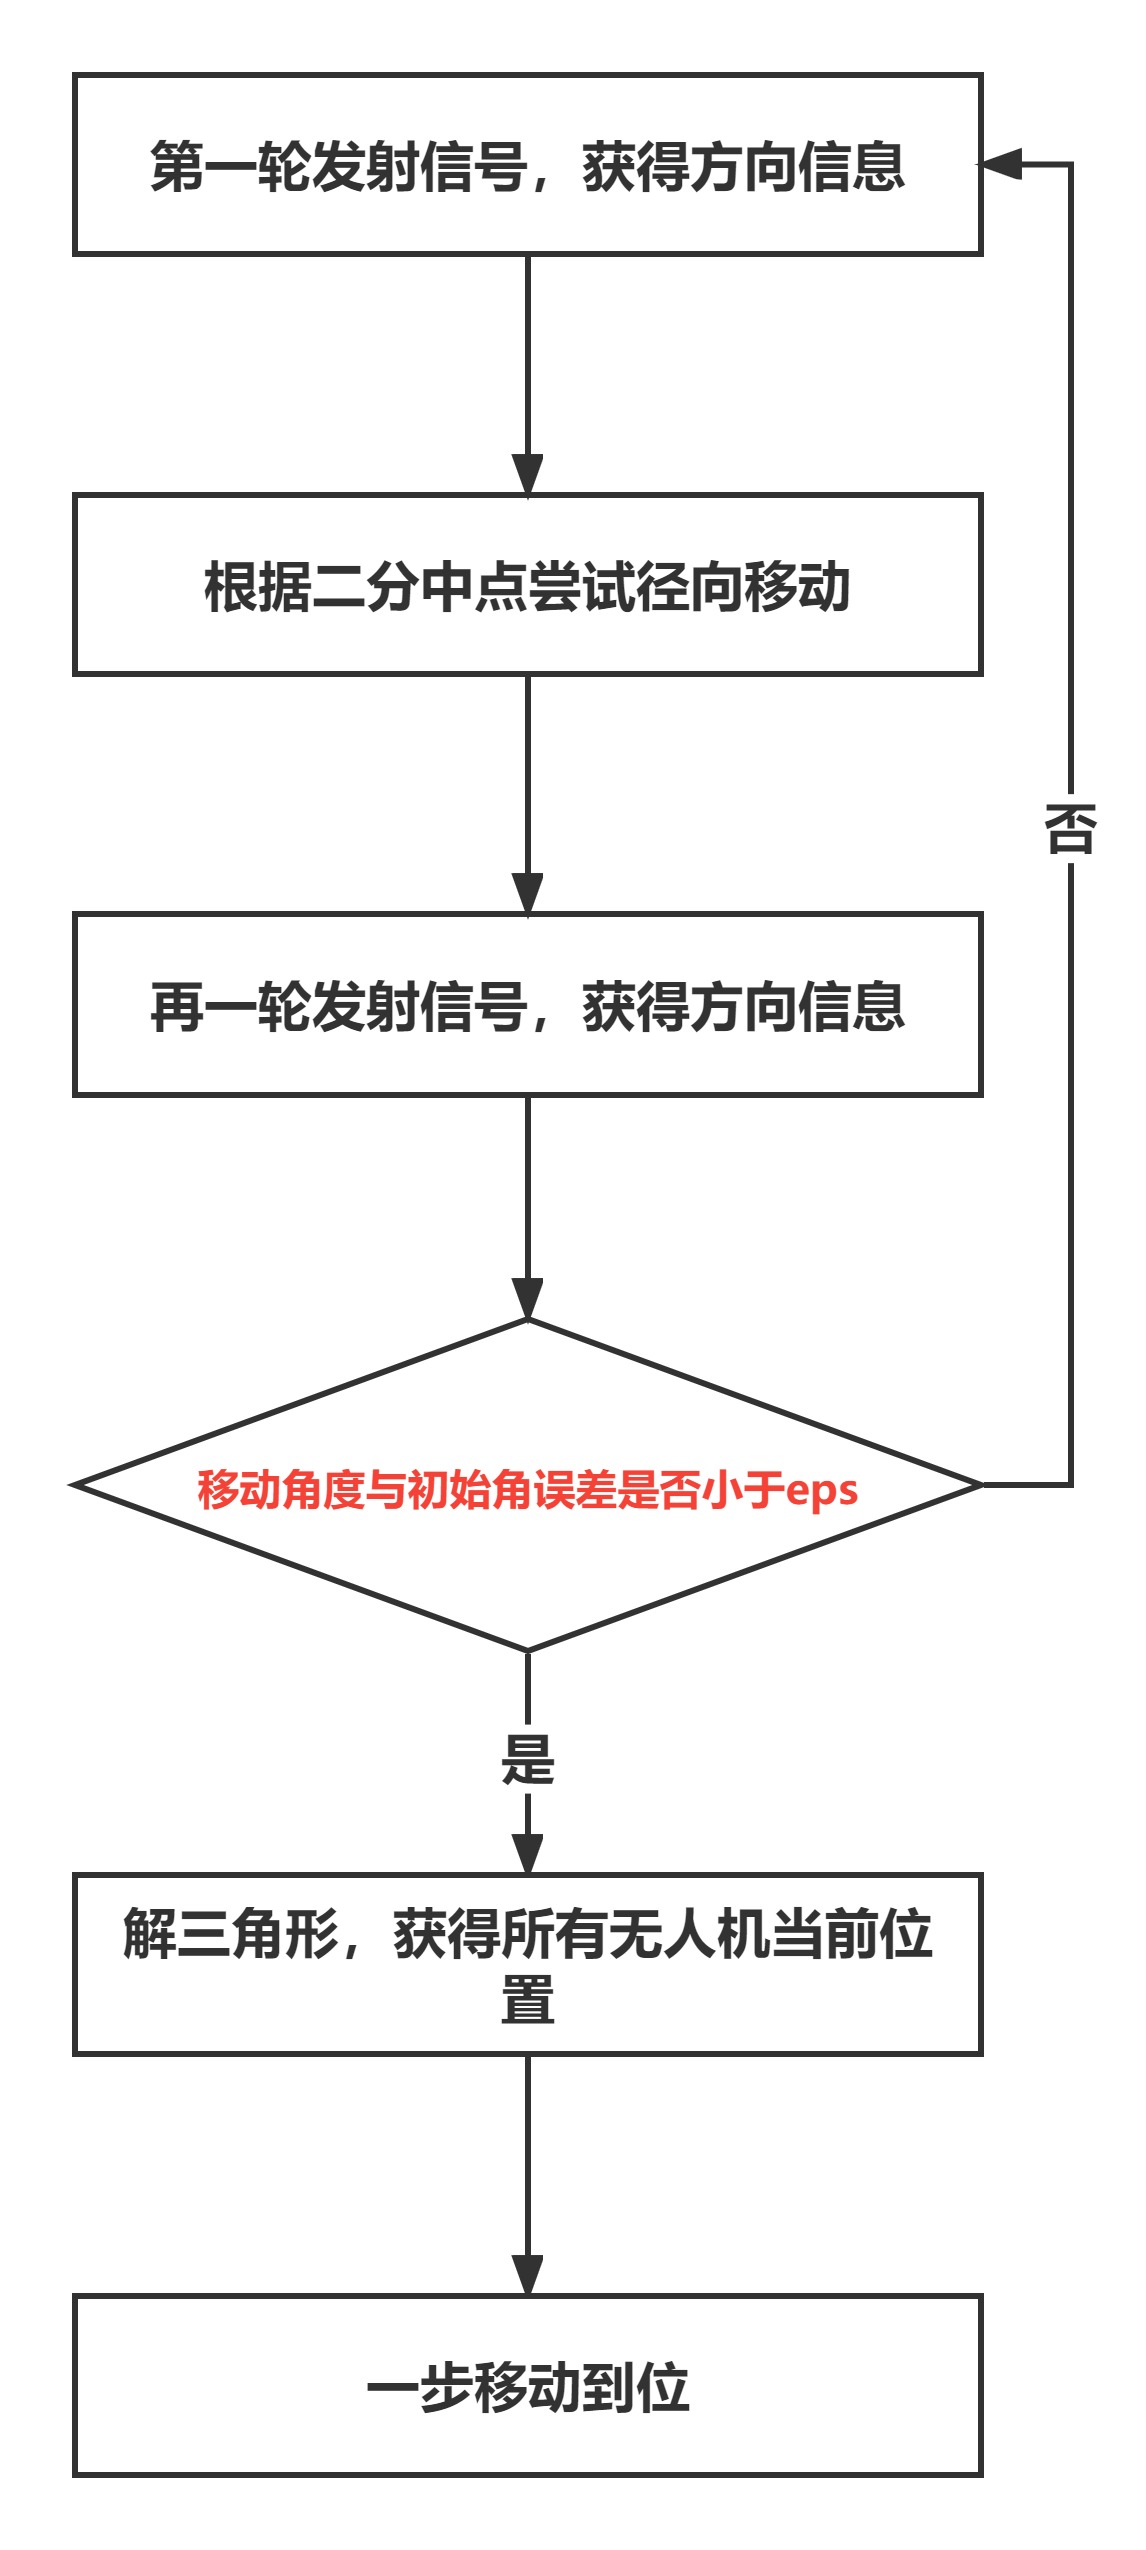 第一轮发射信号，获得方向信息
根据二分中点尝试径向移动
否
再一轮发射信号，获得方向信息
移动角度与初始角误差是否小于eps
是
解三角形，获得所有无人机当前位
置
一步移动到位